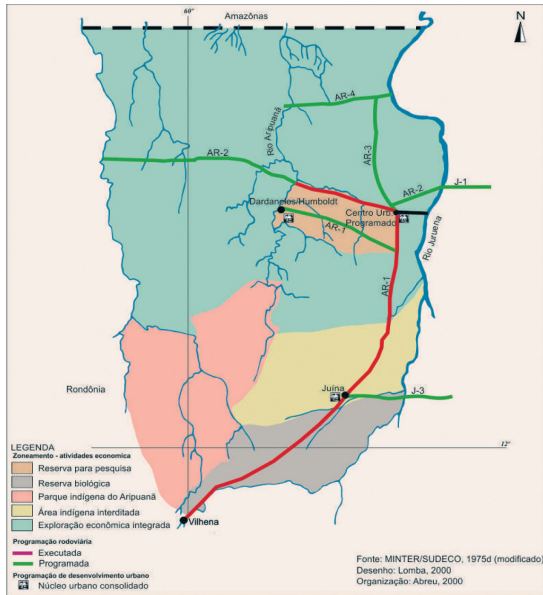 60°
Amazônas
N
AR-4
Rio Aripuanã
AR-2
AR-3
AR-2
J-1
Dardanelos/Humboldt
Centro Urb.
Programado
AR-1
Rio Juruena
AR-1
Rondônia
Juína
J-3
12°
Vilhena
LEGENDA
Zoneamento - atividades economica
Reserva para pesquisa
Reserva biológica
Parque indígena do Aripuanã
Área indígena interditada
Exploração econômica integrada
Programação rodoviária
Executada
Programada
Programação de desenvolvimento urbano
Núcleo urbano consolidado
Fonte: MINTER/SUDECO, 1975d (modificado)
Desenho: Lomba, 2000
Organização: Abreu, 2000